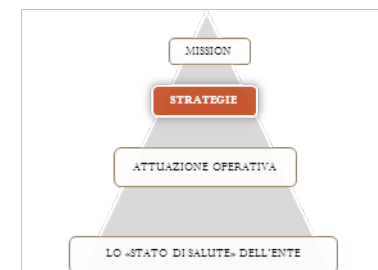 MISSION
STRATEGIE
ATTUAZIONE OPERATIVA
LO «STATO DI SALUTE» DELL'ENTE